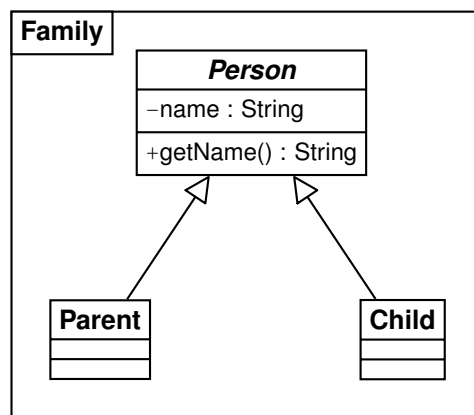 Family
Person
−name : String
+getName() : String
Parent
Child